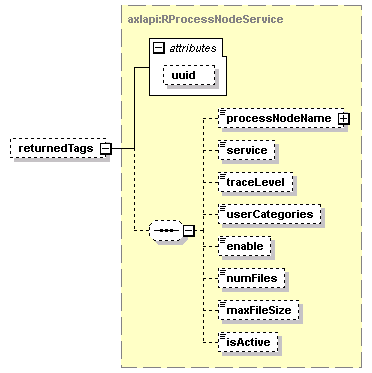 axlapi:RProcessNodeService
attributes
uuid
returnedTags
processNodeName
service
traceLevel
userCategories
enable
numFiles
maxFileSize
isActive